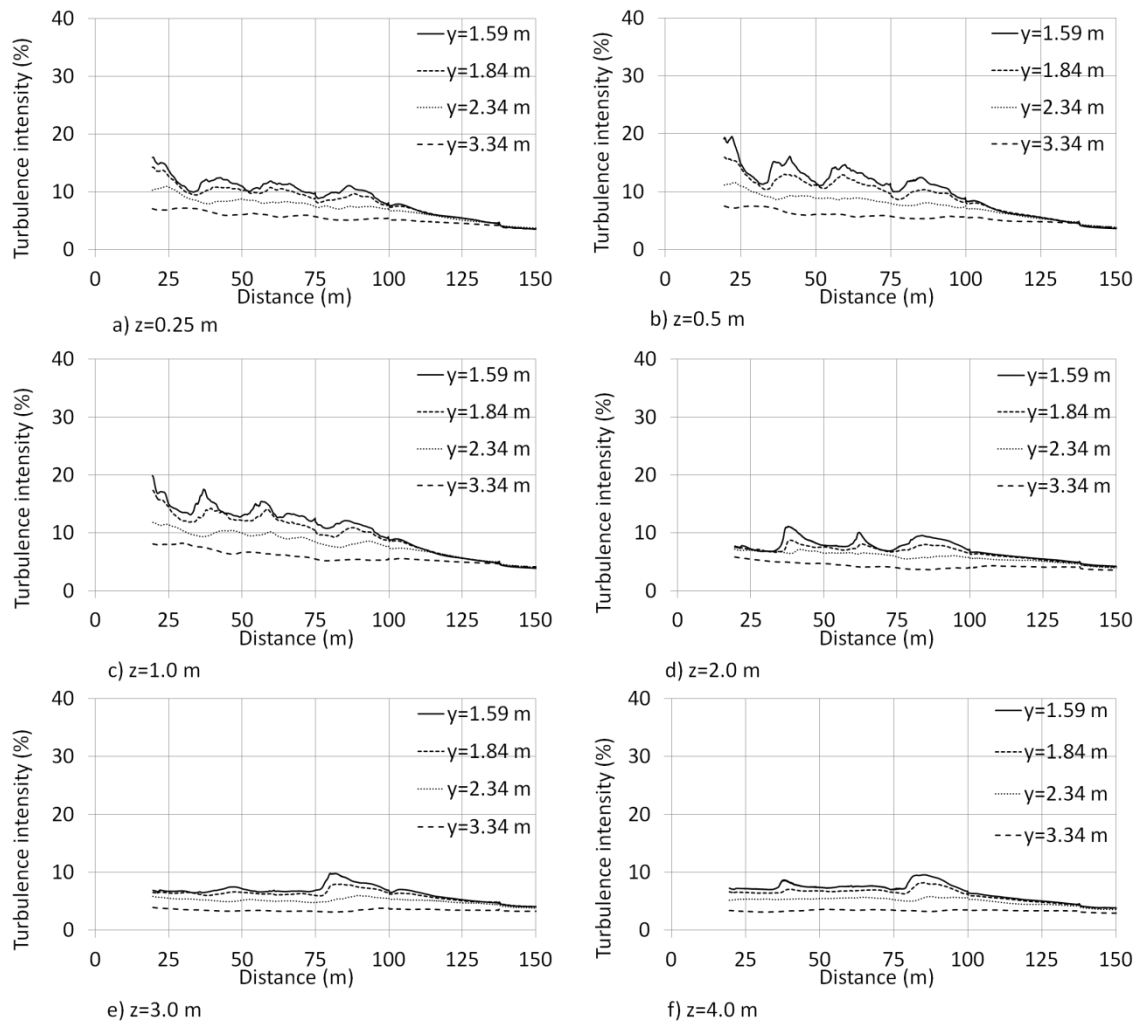 Turbulence intensity (%)
40
30
20
10
0
0 25 50 75 100 125 150
Distance (m)
y=1.59 m
y=1.84 m
y=2.34 m
y=3.34 m
a) z=0.25 m
Turbulence intensity (%)
40
30
20
10
0
0 25 50 75 100 125 150
Distance (m)
y=1.59 m
y=1.84 m
y=2.34 m
y=3.34 m
b) z=0.5 m
Turbulence intensity (%)
40
30
20
10
0
0 25 50 75 100 125 150
Distance (m)
y=1.59 m
y=1.84 m
y=2.34 m
y=3.34 m
c) z=1.0 m
Turbulence intensity (%)
40
30
20
10
0
0 25 50 75 100 125 150
Distance (m)
y=1.59 m
y=1.84 m
y=2.34 m
y=3.34 m
d) z=2.0 m
Turbulence intensity (%)
40
30
20
10
0
0 25 50 75 100 125 150
Distance (m)
y=1.59 m
y=1.84 m
y=2.34 m
y=3.34 m
e) z=3.0 m
Turbulence intensity (%)
40
30
20
10
0
0 25 50 75 100 125 150
Distance (m)
y=1.59 m
y=1.84 m
y=2.34 m
y=3.34 m
f) z=4.0 m